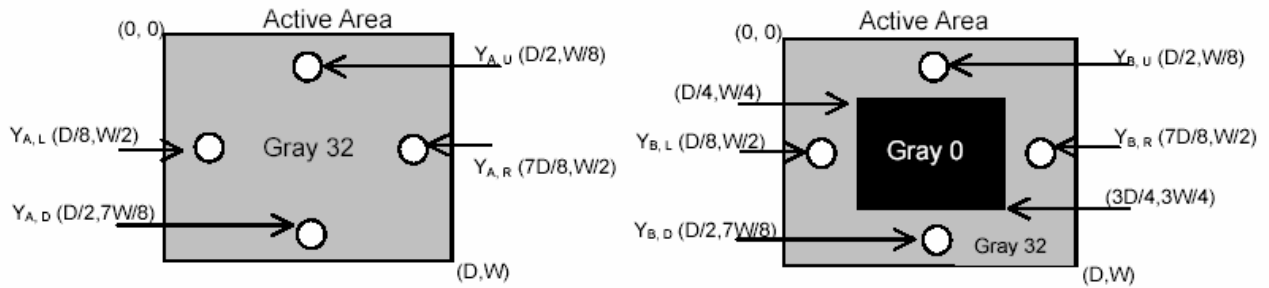 Active Area
(0, 0)
YA, U (D/2,W/8)
YA, L (D/8,W/2)
Gray 32
YA, R (7D/8,W/2)
YA, D (D/2,7W/8)
(D,W)
Active Area
(0, 0)
YB, U (D/2,W/8)
(D/4,W/4)
YB, L (D/8,W/2)
Gray 0
YB, R (7D/8,W/2)
(3D/4,3W/4)
YB, D (D/2,7W/8)
Gray 32
(D,W)